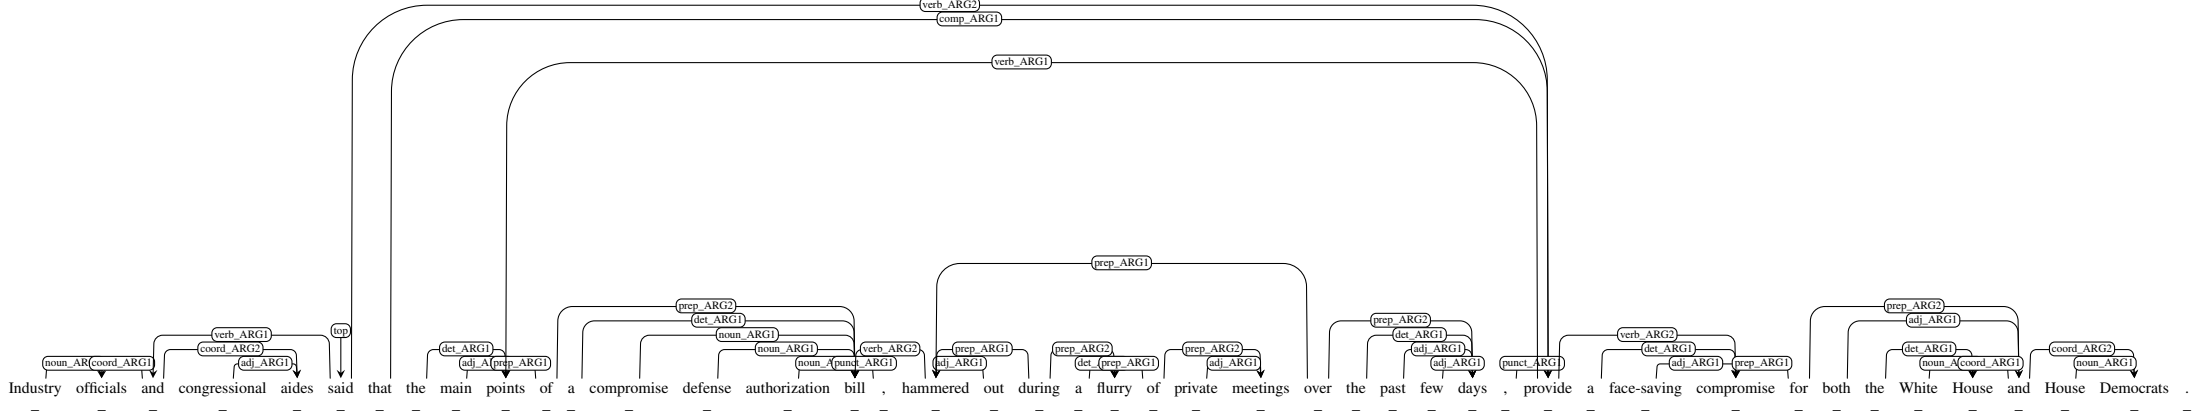 verb_ARG2
comp_ARG1
verb_ARG1
prep_ARG1
prep_ARG2 prep_ARG2
det_ARG1 prep_ARG2 adj_ARG1
top
verb_ARG1 noun_ARG1 det_ARG1 verb_ARG2
coord_ARG2 det_ARG1 noun_ARG1 verb_ARG2 prep_ARG1 prep_ARG2 prep_ARG2 adj_ARG1 det_ARG1 det_ARG1 coord_ARG2
coord_ARG1 adj_ARG1 prep_ARG1 punct_ARG1 adj_ARG1 prep_ARG1 adj_ARG1 adj_ARG1 punct_ARG1 adj_ARG1 prep_ARG1 coord_ARG1 noun_ARG1
Industry officials and congressional aides said that the main points of a compromise defense authorization bill , hammered out during a flurry of private meetings over the past few days , provide a face-saving compromise for both the White House and House Democrats .